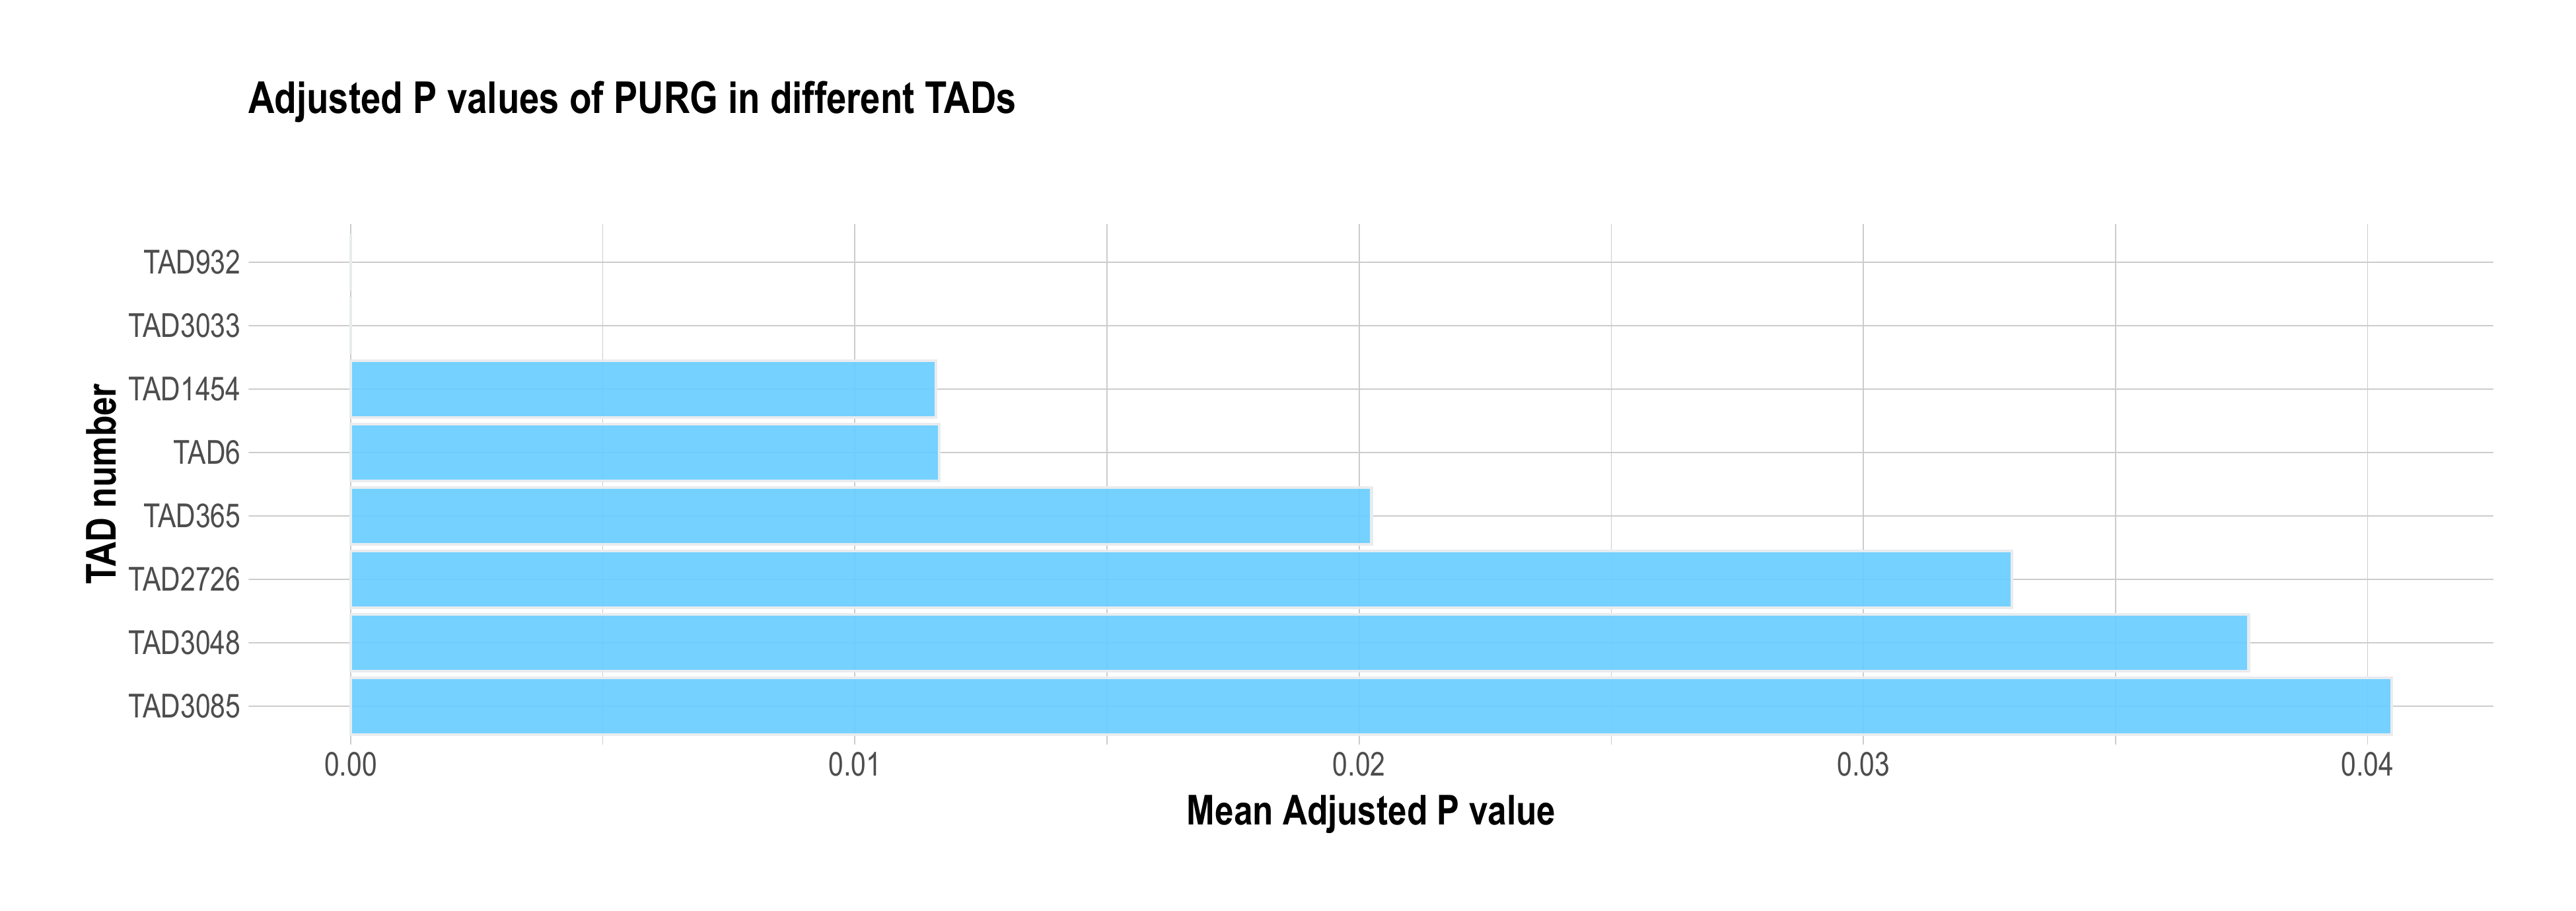 Adjusted P values of PURG in different TADs
TAD number
TAD932
TAD3033
TAD1454
TAD6
TAD365
TAD2726
TAD3048
TAD3085
0.00 0.01 0.02 0.03 0.04
Mean Adjusted P value